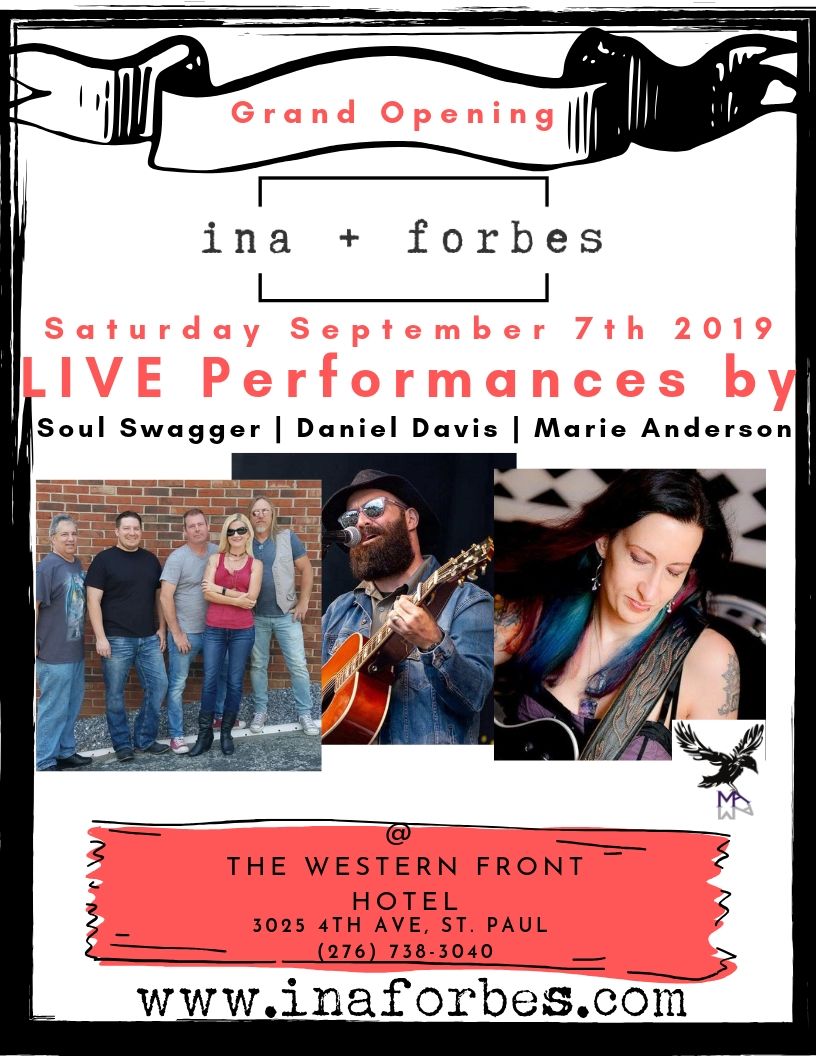 Grand Opening
ina + forbes
Saturday September 7th 2019
LIVE Performances by
Soul Swagger | Daniel Davis | Marie Anderson
MA
@
THE WESTERN FRONT
HOTEL
3025 4TH AVE, ST. PAUL
(276) 738-3040
www.inaforbes.com